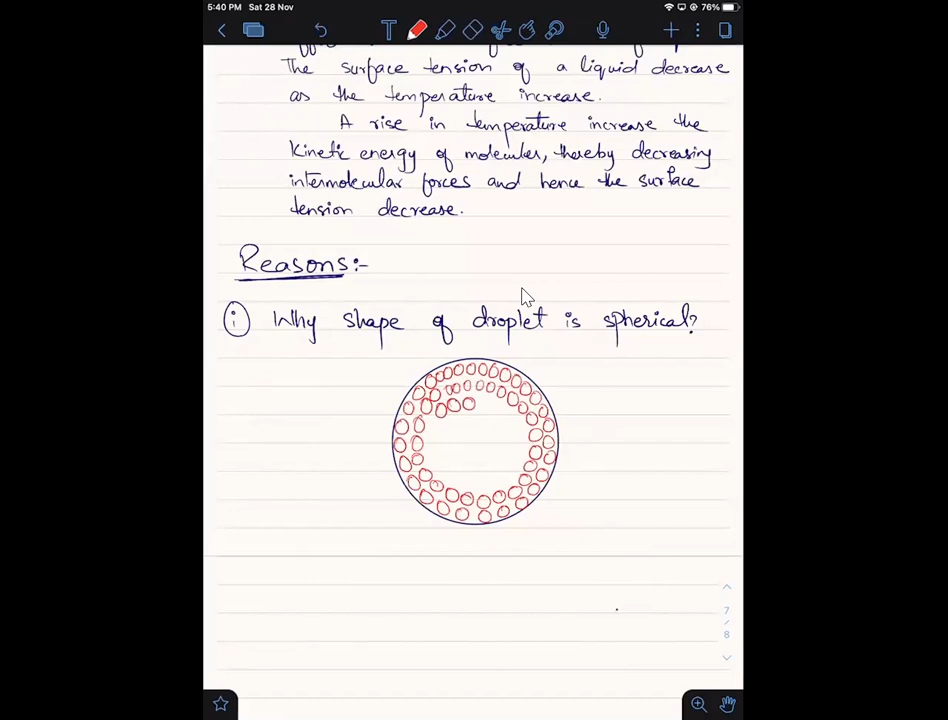 5:40 PM Sat 28 Nov
76%
The surface tension of a liquid decrease
as the temperature increase.
A rise in temperature increase the
Kinetic energy of molecules, thereby decreasing
intermolecular forces and hence the surface
tension decrease.
Reasons:-
i Why shape of droplet is spherical?
7
/
8